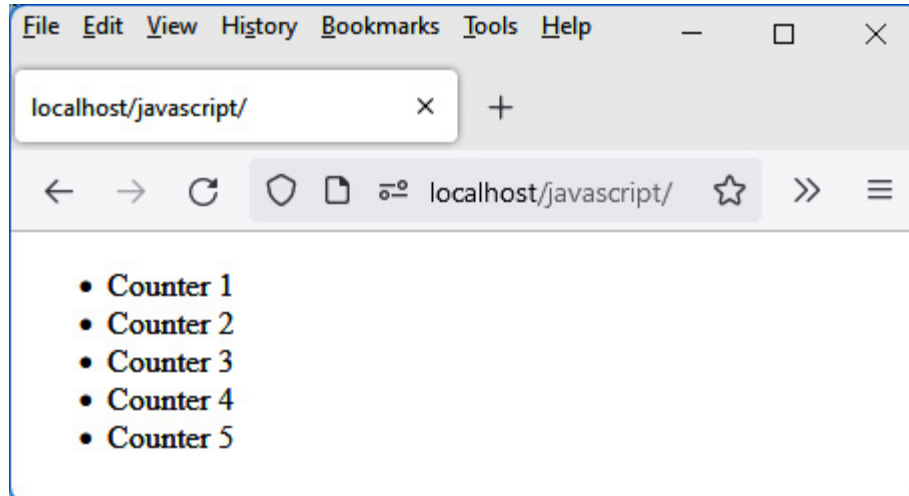 File Edit View History Bookmarks Tools Help
localhost/javascript/
localhost/javascript/
• Counter 1
• Counter 2
• Counter 3
• Counter 4
• Counter 5